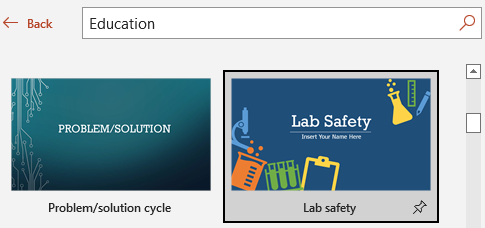 Back
Education
PROBLEM/SOLUTION
Lab Safety
Insert Your Name Here
Problem/solution cycle
Lab safety